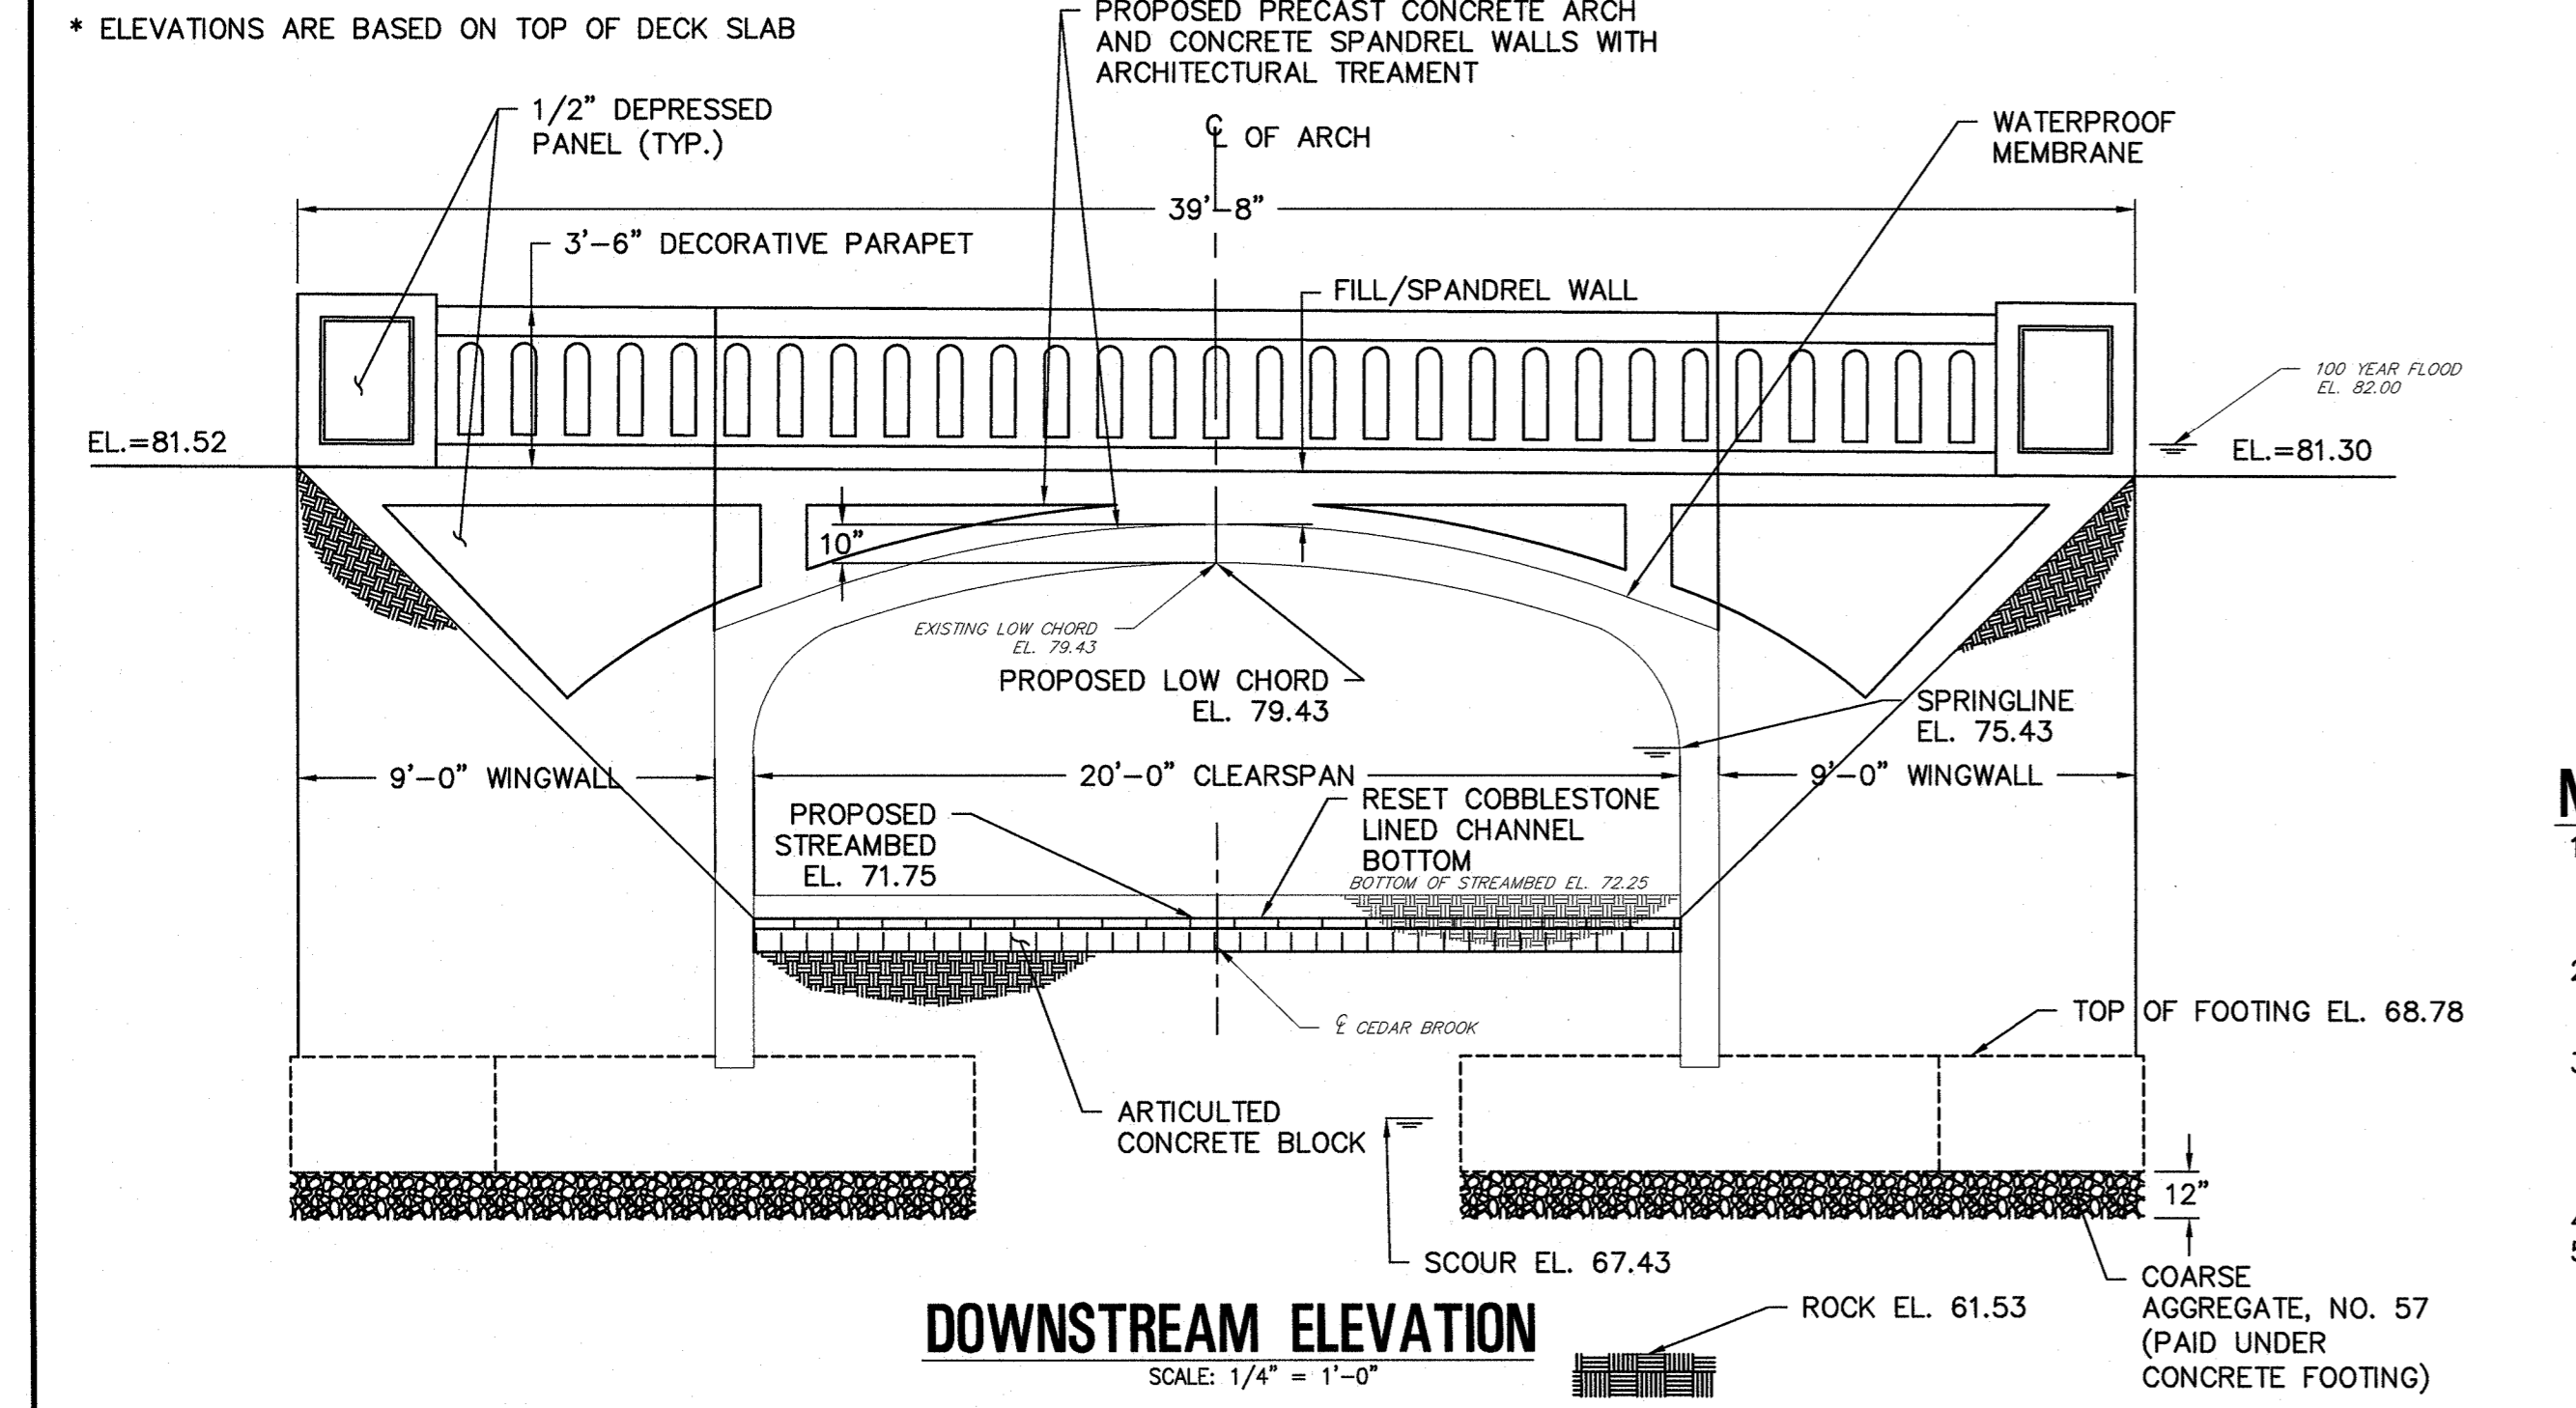 * ELEVATIONS ARE BASED ON TOP OF DECK SLAB
PROPOSED PRECAST CONCRETE ARCH
AND CONCRETE SPANDREL WALLS WITH
ARCHITECTURAL TREAMENT
1/2" DEPRESSED
PANEL (TYP.)
℄ OF ARCH
WATERPROOF
MEMBRANE
39'-8"
3'-6" DECORATIVE PARAPET
FILL/SPANDREL WALL
100 YEAR FLOOD
EL. 82.00
EL.=81.52
EL.=81.30
10"
EXISTING LOW CHORD
EL. 79.43
PROPOSED LOW CHORD
EL. 79.43
SPRINGLINE
EL. 75.43
9'-0" WINGWALL
20'-0" CLEARSPAN
9'-0" WINGWALL
PROPOSED
STREAMBED
EL. 71.75
RESET COBBLESTONE
LINED CHANNEL
BOTTOM
BOTTOM OF STREAMBED EL. 72.25
℄ CEDAR BROOK
TOP OF FOOTING EL. 68.78
ARTICULTED
CONCRETE BLOCK
12"
SCOUR EL. 67.43
COARSE
AGGREGATE, NO. 57
(PAID UNDER
CONCRETE FOOTING)
ROCK EL. 61.53
DOWNSTREAM ELEVATION
SCALE: 1/4" = 1'-0"